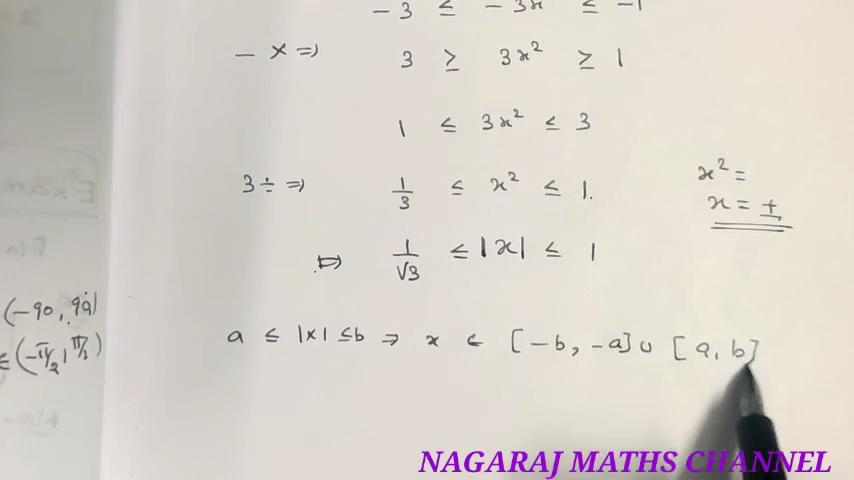 -3 ≤ -3x ≤ -1
- × ⇒ 3 ≥ 3x² ≥ 1
1 ≤ 3x² ≤ 3
3÷ ⇒ 1/3 ≤ x² ≤ 1.
x² =
x = ±
⇒ 1/√3 ≤ |x| ≤ 1
(-90, 90)
∈ (-π/2, π/2)
a ≤ |x| ≤ b ⇒ x ∈ [-b, -a] ∪ [a, b]
NAGARAJ MATHS CHANNEL